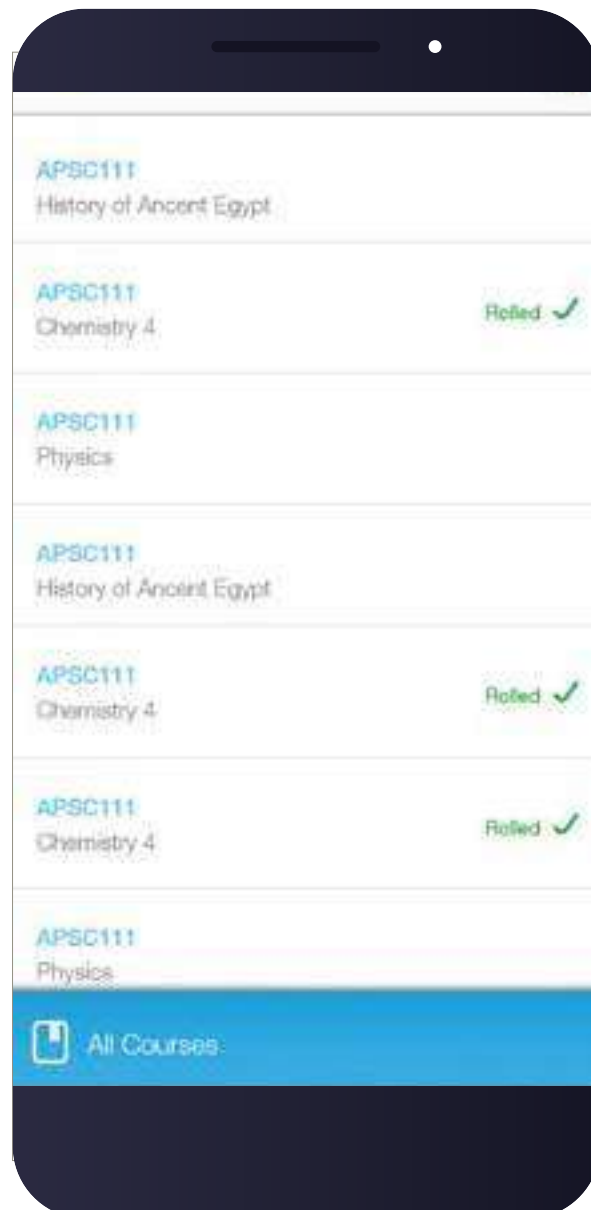 APSC111
History of Ancent Egypt
APSC111
Chemistry 4
Rolled
APSC111
Physics
APSC111
History of Ancent Egypt
APSC111
Chemistry 4
Rolled
APSC111
Chemistry 4
Rolled
APSC111
Physics
All Courses